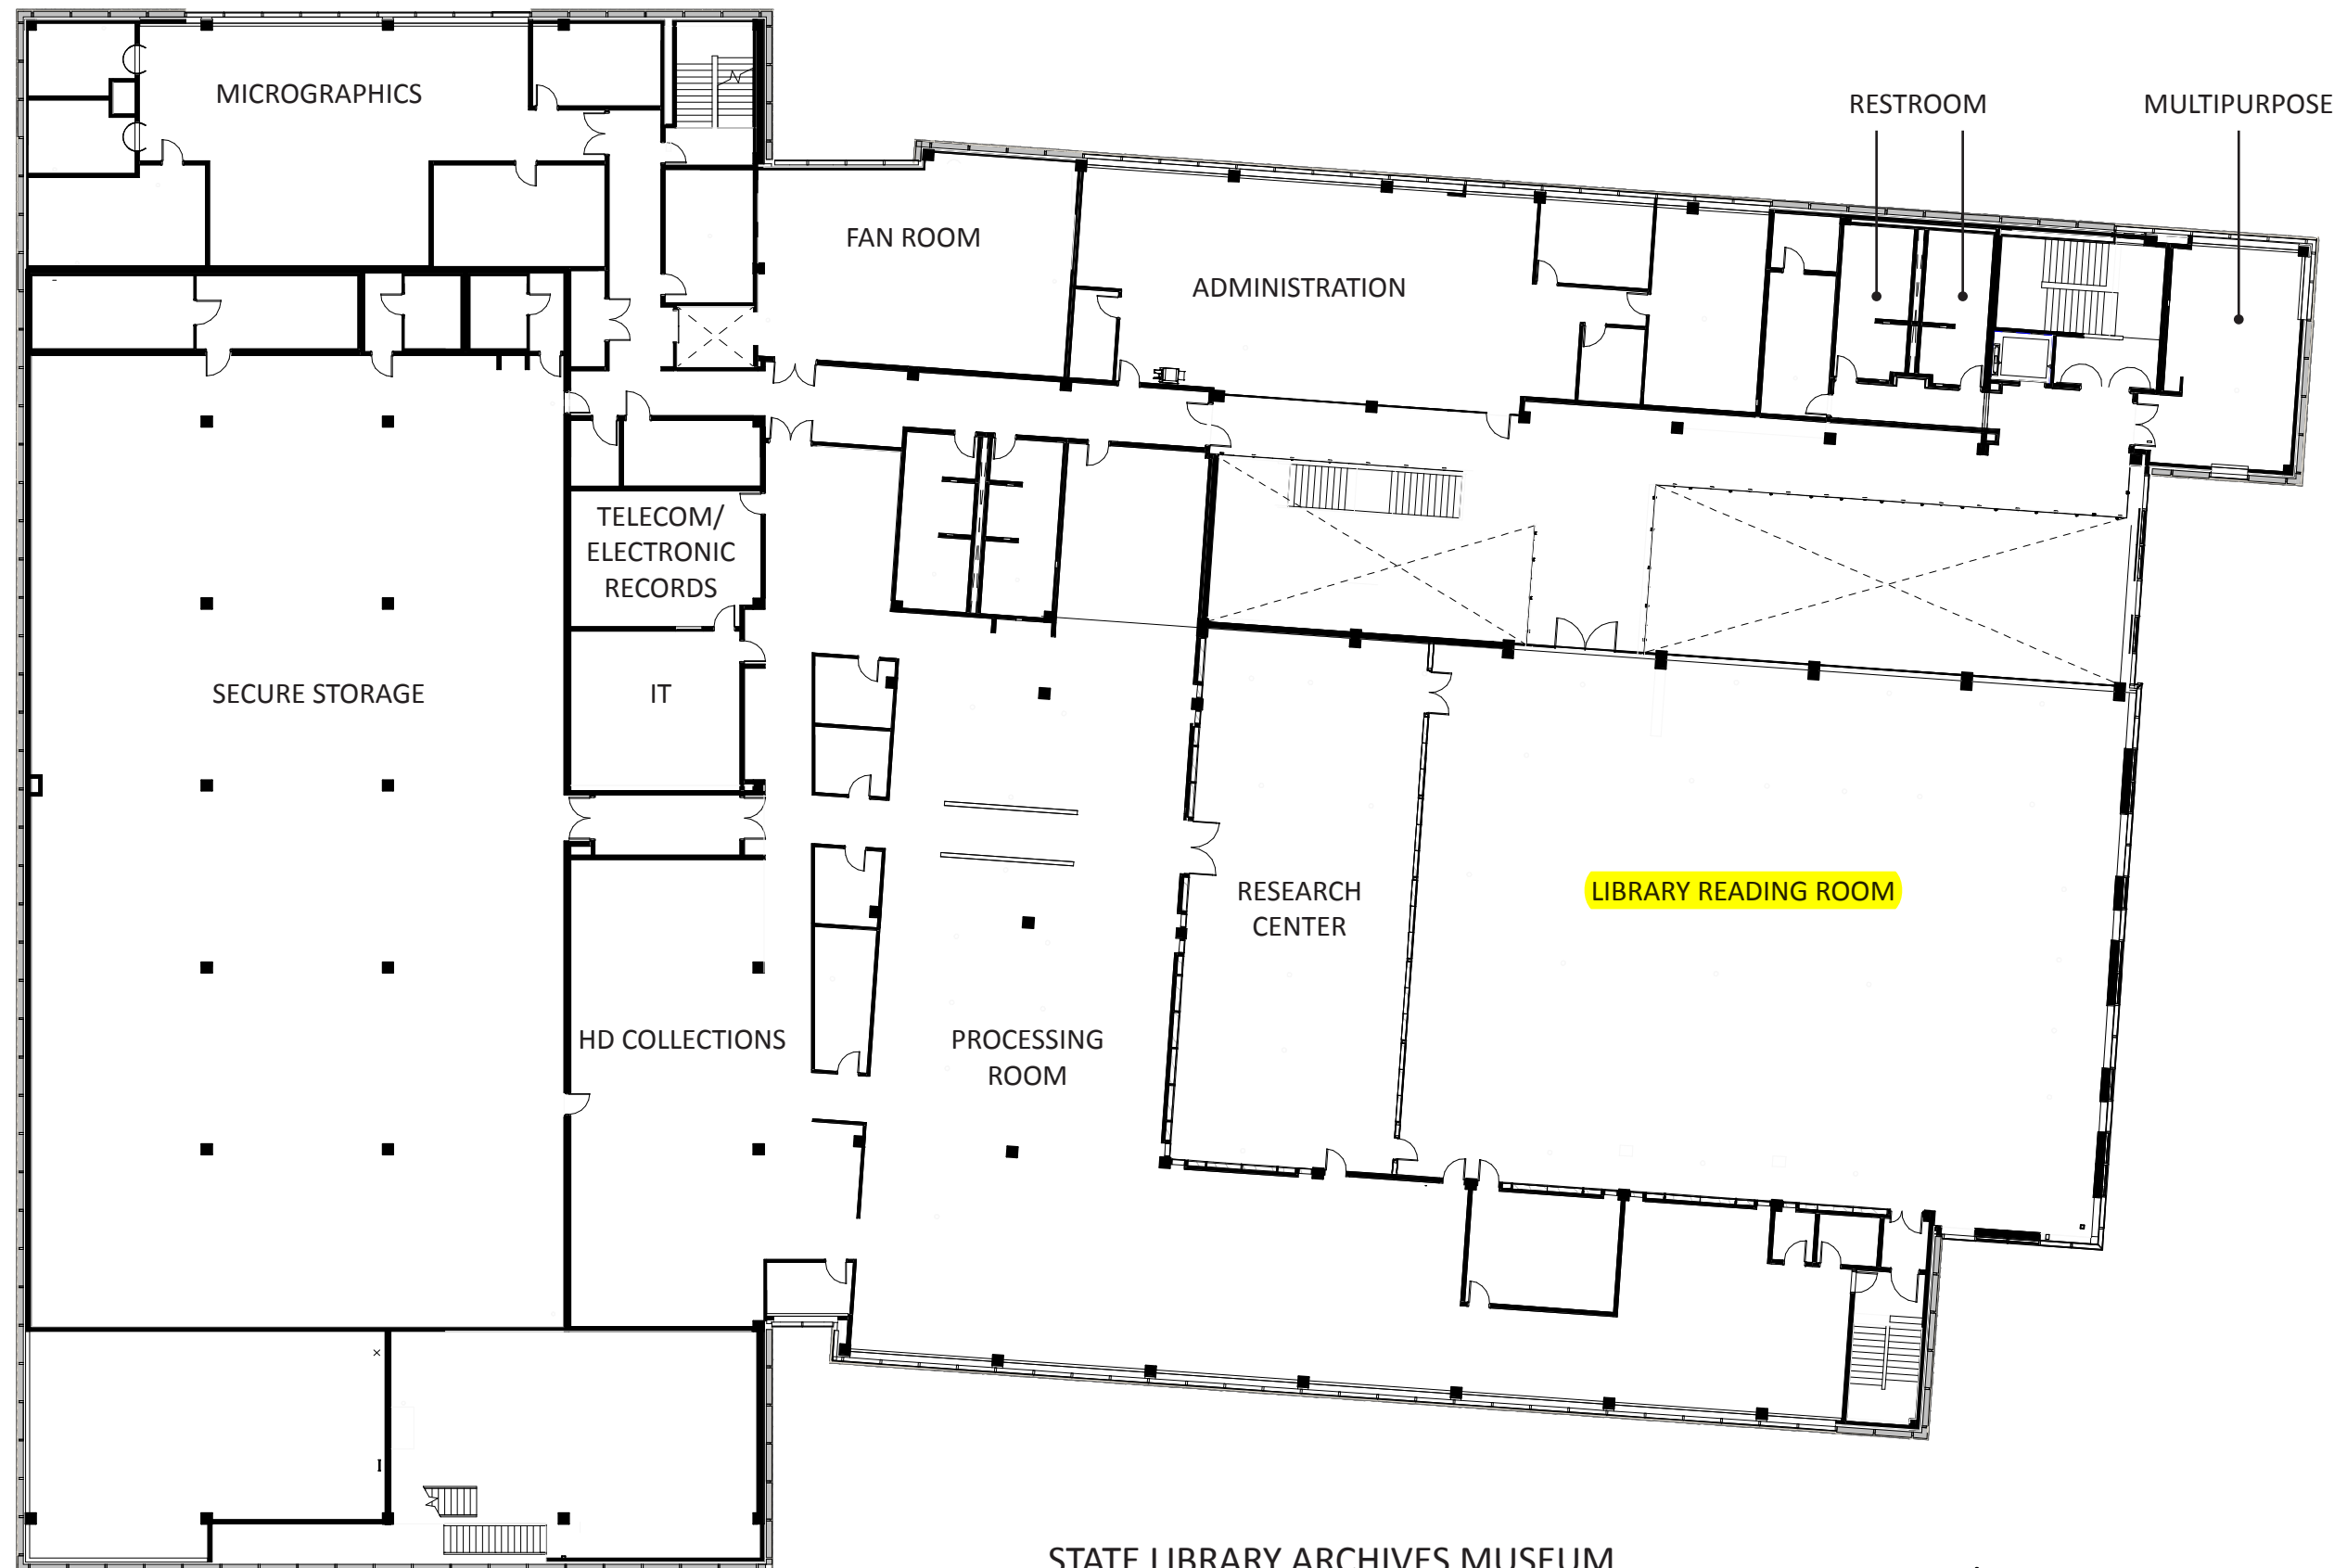 MICROGRAPHICS
RESTROOM
MULTIPURPOSE
FAN ROOM
ADMINISTRATION
TELECOM/
ELECTRONIC
RECORDS
SECURE STORAGE
IT
RESEARCH
CENTER
LIBRARY READING ROOM
HD COLLECTIONS
PROCESSING
ROOM
STATE LIBRARY ARCHIVES MUSEUM